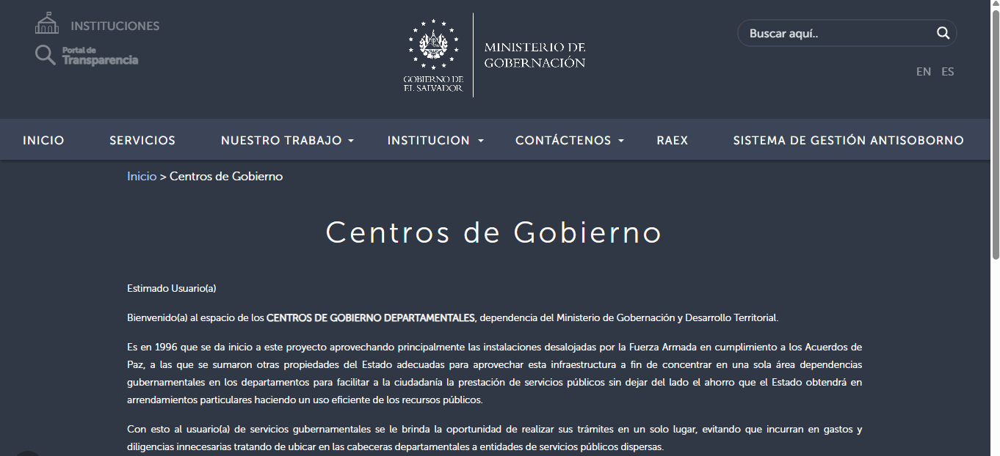 INSTITUCIONES
Portal de
Transparencia
GOBIERNO DE
EL SALVADOR
MINISTERIO DE
GOBERNACIÓN
Buscar aquí..
EN ES
INICIO SERVICIOS NUESTRO TRABAJO INSTITUCION CONTÁCTENOS RAEX SISTEMA DE GESTIÓN ANTISOBORNO
Inicio > Centros de Gobierno
Centros de Gobierno
Estimado Usuario(a)
Bienvenido(a) al espacio de los CENTROS DE GOBIERNO DEPARTAMENTALES, dependencia del Ministerio de Gobernación y Desarrollo Territorial.
Es en 1996 que se da inicio a este proyecto aprovechando principalmente las instalaciones desalojadas por la Fuerza Armada en cumplimiento a los Acuerdos de
Paz, a las que se sumaron otras propiedades del Estado adecuadas para aprovechar esta infraestructura a fin de concentrar en una sola área dependencias
gubernamentales en los departamentos para facilitar a la ciudadanía la prestación de servicios públicos sin dejar del lado el ahorro que el Estado obtendrá en
arrendamientos particulares haciendo un uso eficiente de los recursos públicos.
Con esto al usuario(a) de servicios gubernamentales se le brinda la oportunidad de realizar sus trámites en un solo lugar, evitando que incurran en gastos y
diligencias innecesarias tratando de ubicar en las cabeceras departamentales a entidades de servicios públicos dispersas.